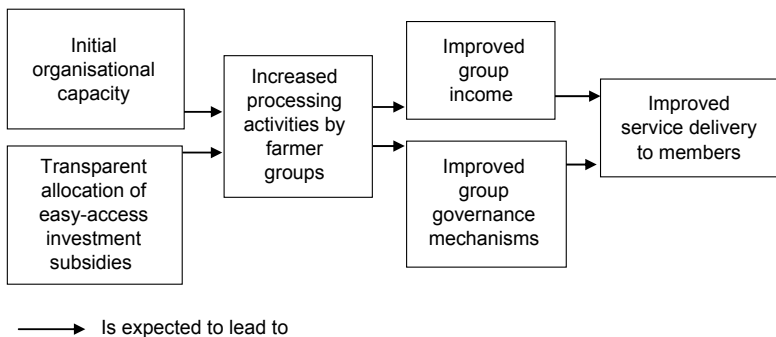 Initial
organisational
capacity
Transparent
allocation of
easy-access
investment
subsidies
Increased
processing
activities by
farmer
groups
Improved
group
income
Improved
group
governance
mechanisms
Improved
service delivery
to members
Is expected to lead to